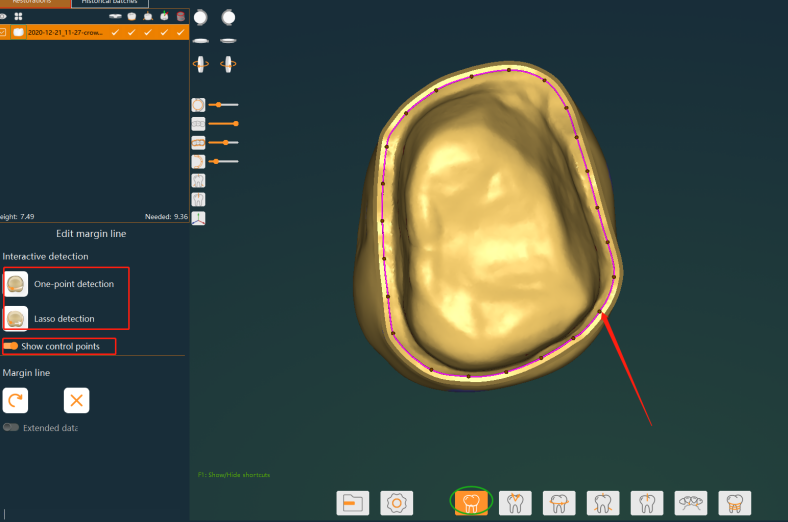 Restorations Historical batches
2020-12-21_11-27-crow...
eight: 7.49 Needed: 9.36
Edit margin line
Interactive detection
One-point detection
Lasso detection
Show control points
Margin line
Extended data
F1: Show/Hide shortcuts